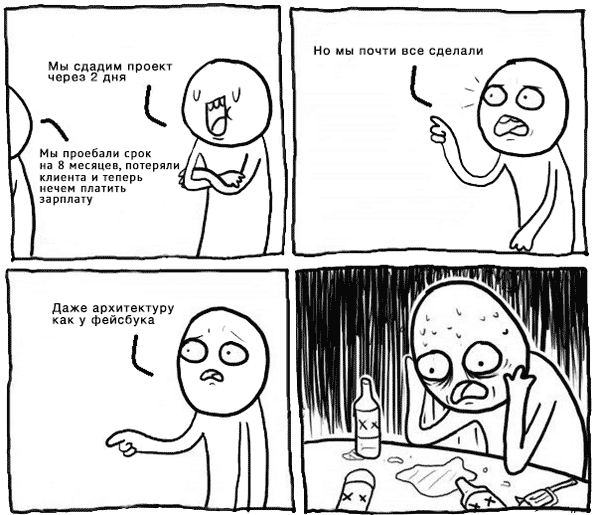 Мы сдадим проект
через 2 дня
Мы проебали срок
на 8 месяцев, потеряли
клиента и теперь
нечем платить
зарплату
Но мы почти все сделали
Даже архитектуру
как у фейсбука
X X
X X
X X